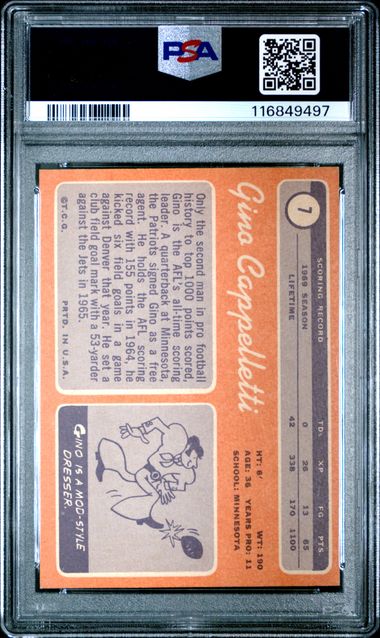 PSA
116849497
7
SCORING RECORD TDs XP FG PTS
1969 SEASON 0 26 13 65
LIFETIME 42 338 170 1100
Gino Cappelletti
HT: 6' WT: 190
AGE: 36 YEARS PRO: 11
SCHOOL: MINNESOTA
Only the second man in pro football
history to top 1000 points scored,
Gino is the AFL's all-time scoring
leader. A quarterback at Minnesota,
the Patriots signed Gino as a free
agent. He holds the AFL scoring
record with 155 points in 1964, he
kicked six field goals in a game
against Denver that year. He set a
club field goal mark with a 53-yarder
against the Jets in 1965.
©T.C.G. PRTD. IN U.S.A.
GINO IS A MOD-STYLE
DRESSER.